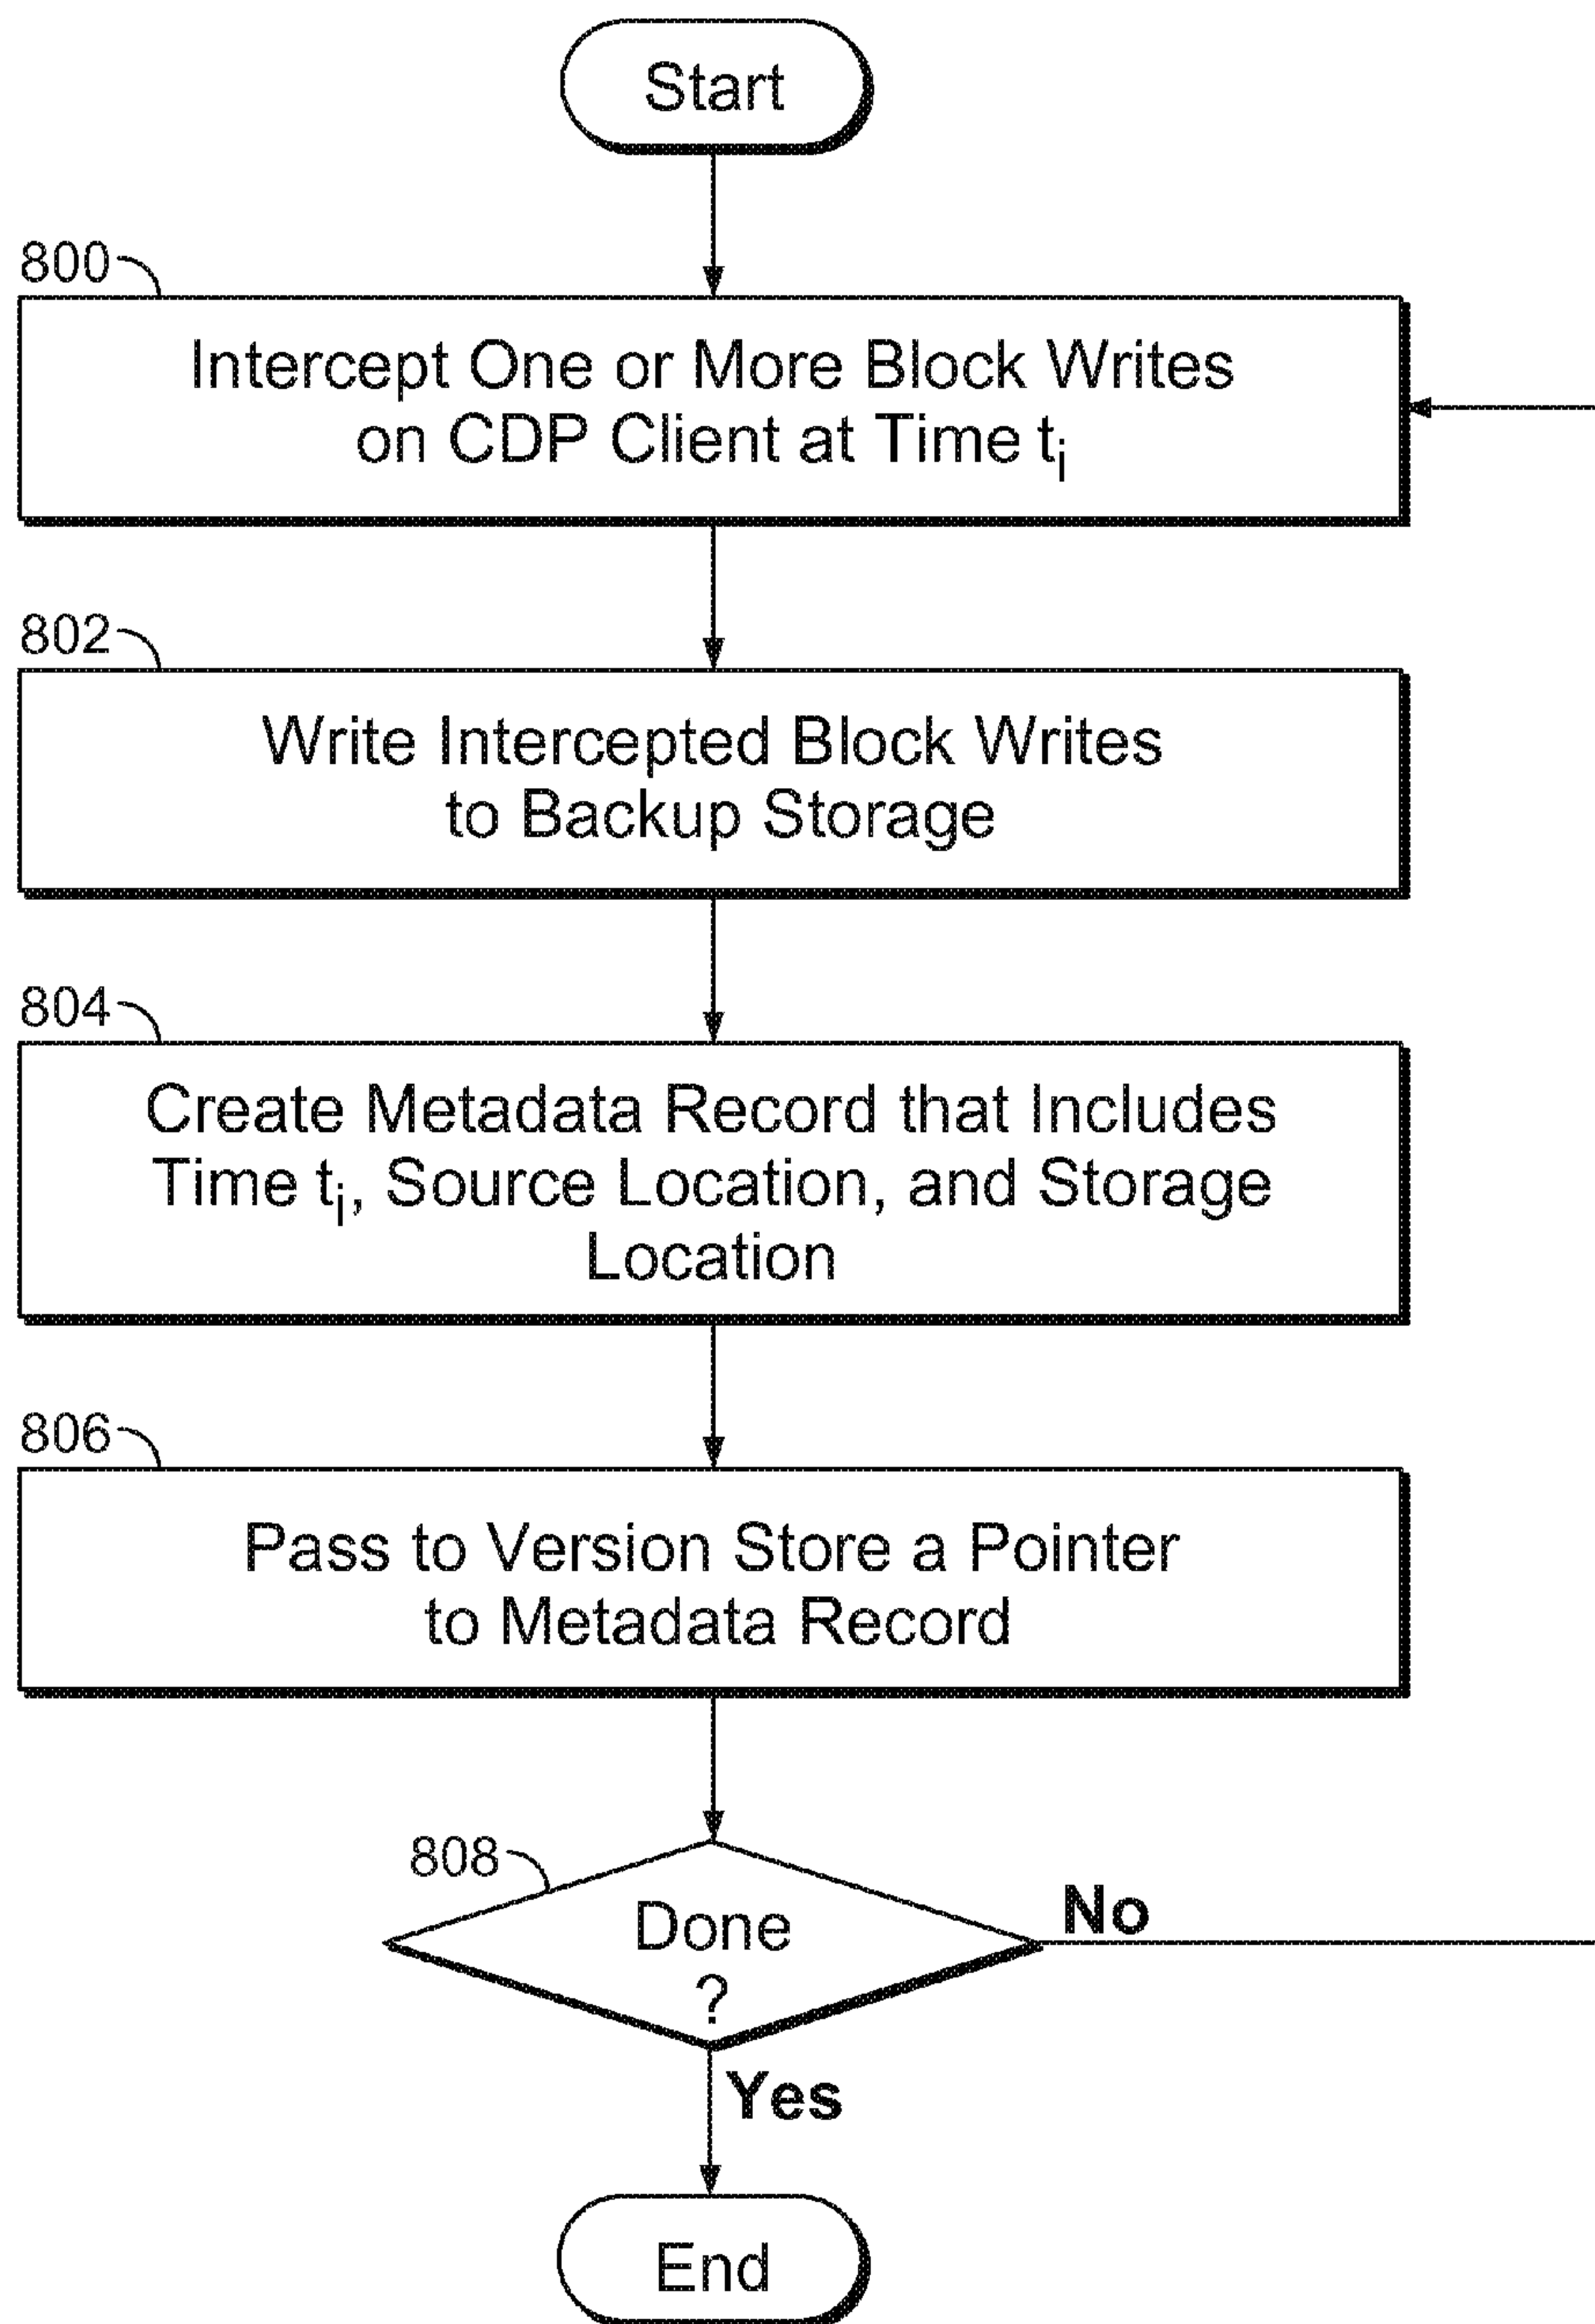 Start
800
Intercept One or More Block Writes
on CDP Client at Time tᵢ
802
Write Intercepted Block Writes
to Backup Storage
804
Create Metadata Record that Includes
Time tᵢ, Source Location, and Storage
Location
806
Pass to Version Store a Pointer
to Metadata Record
808
Done
?
No
Yes
End